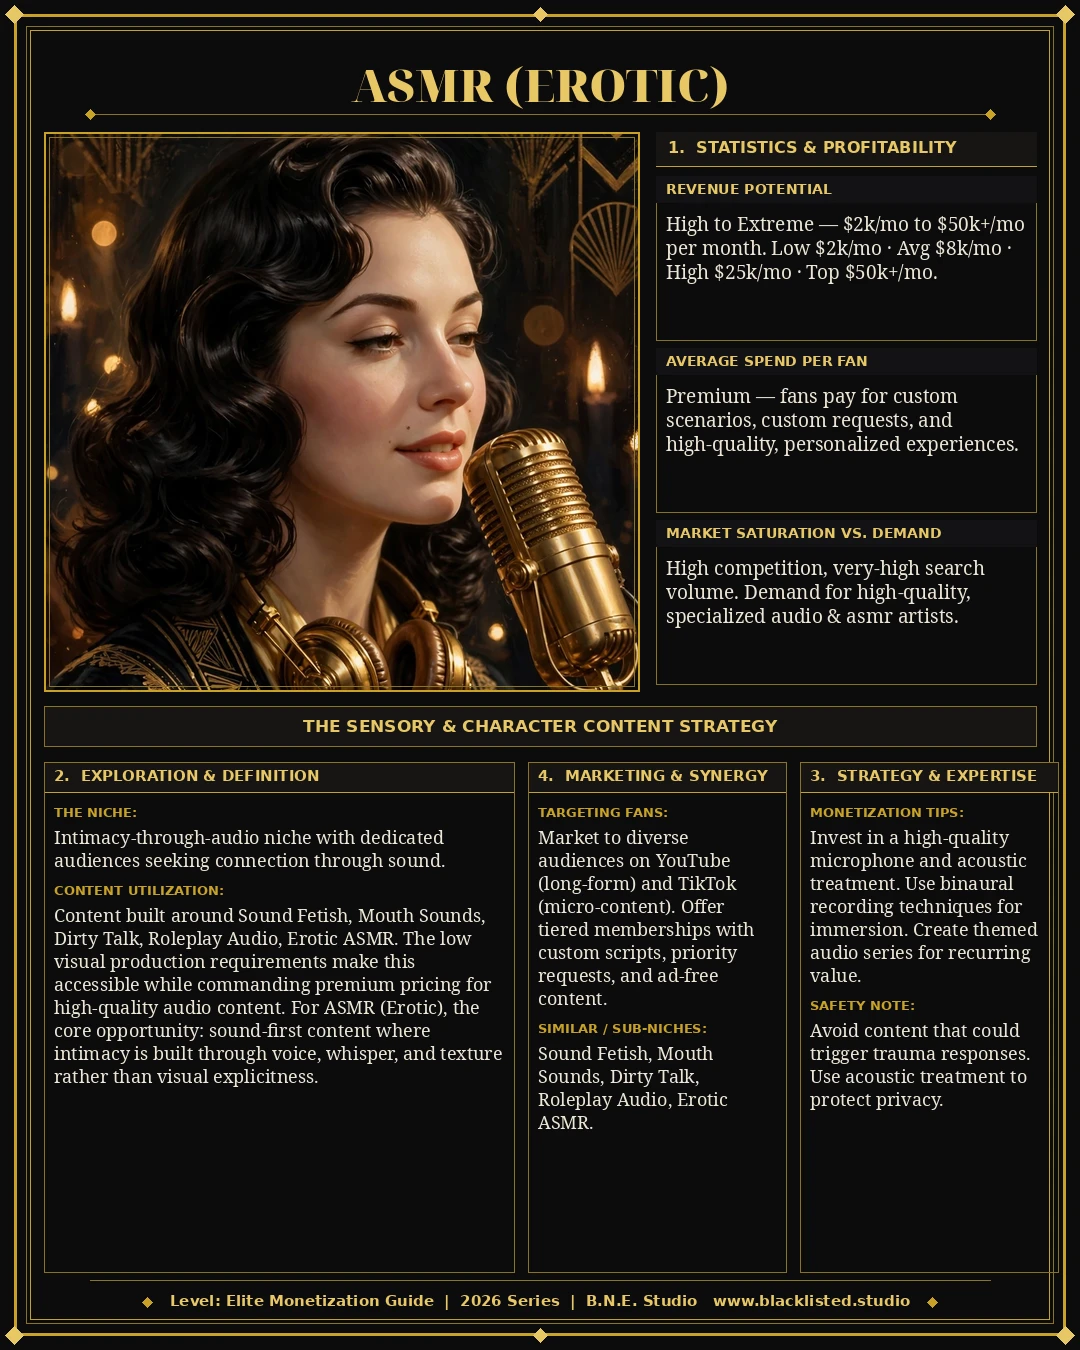 ASMR (EROTIC)
1. STATISTICS & PROFITABILITY
REVENUE POTENTIAL
High to Extreme — $2k/mo to $50k+/mo
per month. Low $2k/mo · Avg $8k/mo ·
High $25k/mo · Top $50k+/mo.
AVERAGE SPEND PER FAN
Premium — fans pay for custom
scenarios, custom requests, and
high-quality, personalized experiences.
MARKET SATURATION VS. DEMAND
High competition, very-high search
volume. Demand for high-quality,
specialized audio & asmr artists.
THE SENSORY & CHARACTER CONTENT STRATEGY
2. EXPLORATION & DEFINITION
THE NICHE:
Intimacy-through-audio niche with dedicated
audiences seeking connection through sound.
CONTENT UTILIZATION:
Content built around Sound Fetish, Mouth Sounds,
Dirty Talk, Roleplay Audio, Erotic ASMR. The low
visual production requirements make this
accessible while commanding premium pricing for
high-quality audio content. For ASMR (Erotic), the
core opportunity: sound-first content where
intimacy is built through voice, whisper, and texture
rather than visual explicitness.
4. MARKETING & SYNERGY
TARGETING FANS:
Market to diverse
audiences on YouTube
(long-form) and TikTok
(micro-content). Offer
tiered memberships with
custom scripts, priority
requests, and ad-free
content.
SIMILAR / SUB-NICHES:
Sound Fetish, Mouth
Sounds, Dirty Talk,
Roleplay Audio, Erotic
ASMR.
3. STRATEGY & EXPERTISE
MONETIZATION TIPS:
Invest in a high-quality
microphone and acoustic
treatment. Use binaural
recording techniques for
immersion. Create themed
audio series for recurring
value.
SAFETY NOTE:
Avoid content that could
trigger trauma responses.
Use acoustic treatment to
protect privacy.
Level: Elite Monetization Guide | 2026 Series | B.N.E. Studio www.blacklisted.studio